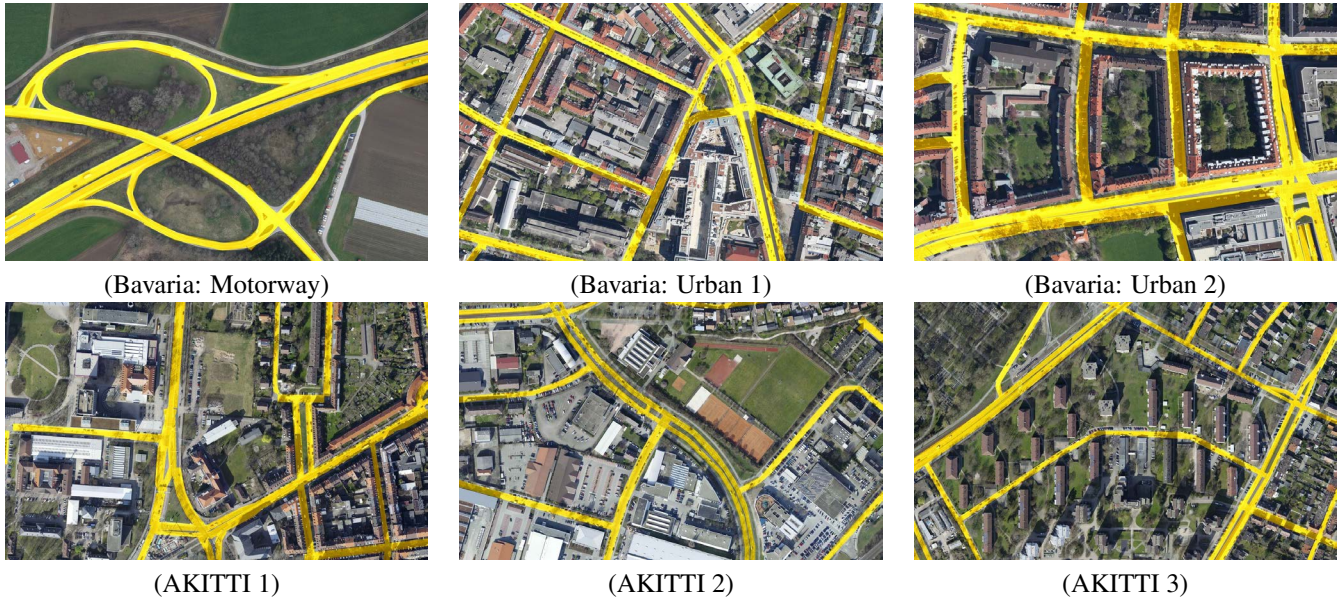 (Bavaria: Motorway)
(Bavaria: Urban 1)
(Bavaria: Urban 2)
(AKITTI 1)
(AKITTI 2)
(AKITTI 3)